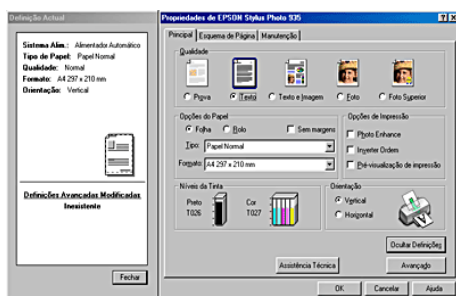 Definição Actual
Sistema Alim.: Alimentador Automático
Tipo de Papel: Papel Normal
Qualidade: Normal
Formato: A4 297 x 210 mm
Orientação: Vertical
Definições Avançadas Modificadas
Inexistente
Fechar
Propriedades de EPSON Stylus Photo 935
Principal Esquema de Página Manutenção
Qualidade
Prova Texto Texto e Imagem Foto Foto Superior
Opções do Papel
Folha Rolo Sem margens
Tipo: Papel Normal
Formato: A4 297 x 210 mm
Opções de Impressão
Photo Enhance
Inverter Ordem
Pré-visualização de impressão
Níveis da Tinta
Preto T026
Cor T027
Orientação
Vertical
Horizontal
Ocultar Definições
Assistência Técnica Avançado
OK Cancelar Ajuda